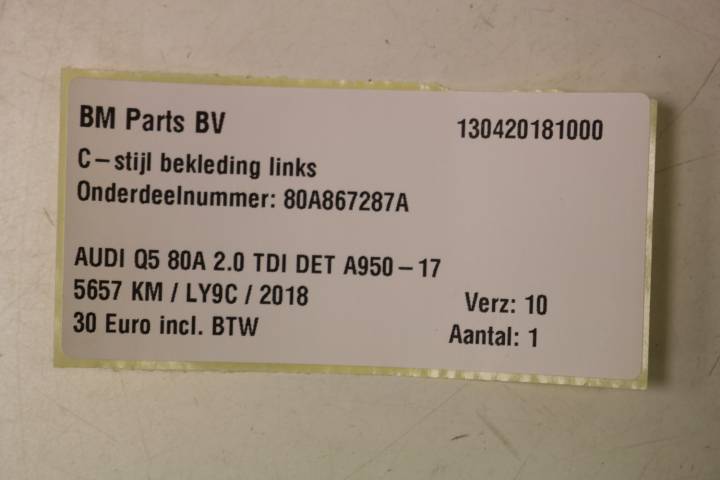 BM Parts BV 130420181000
C-stijl bekleding links
Onderdeelnummer: 80A867287A
AUDI Q5 80A 2.0 TDI DET A950-17
5657 KM / LY9C / 2018 Verz: 10
30 Euro incl. BTW Aantal: 1